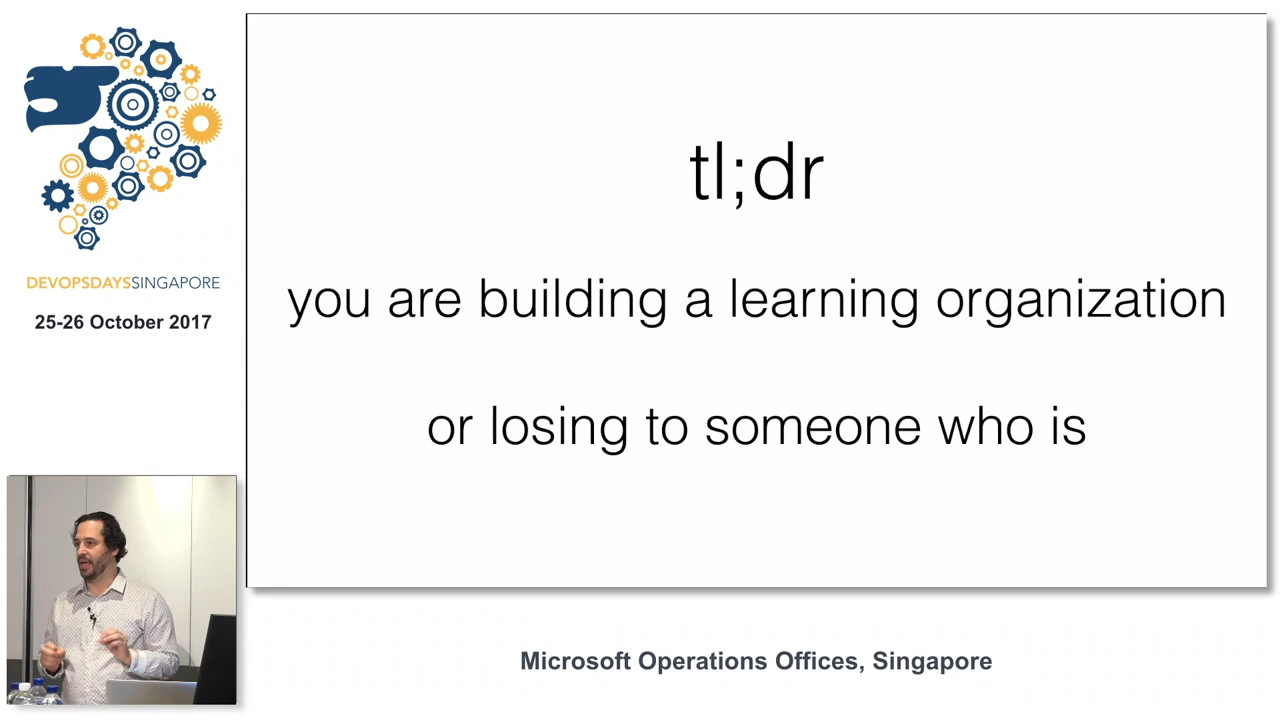 DEVOPSDAYSSINGAPORE
25-26 October 2017
tl;dr
you are building a learning organization
or losing to someone who is
Microsoft Operations Offices, Singapore